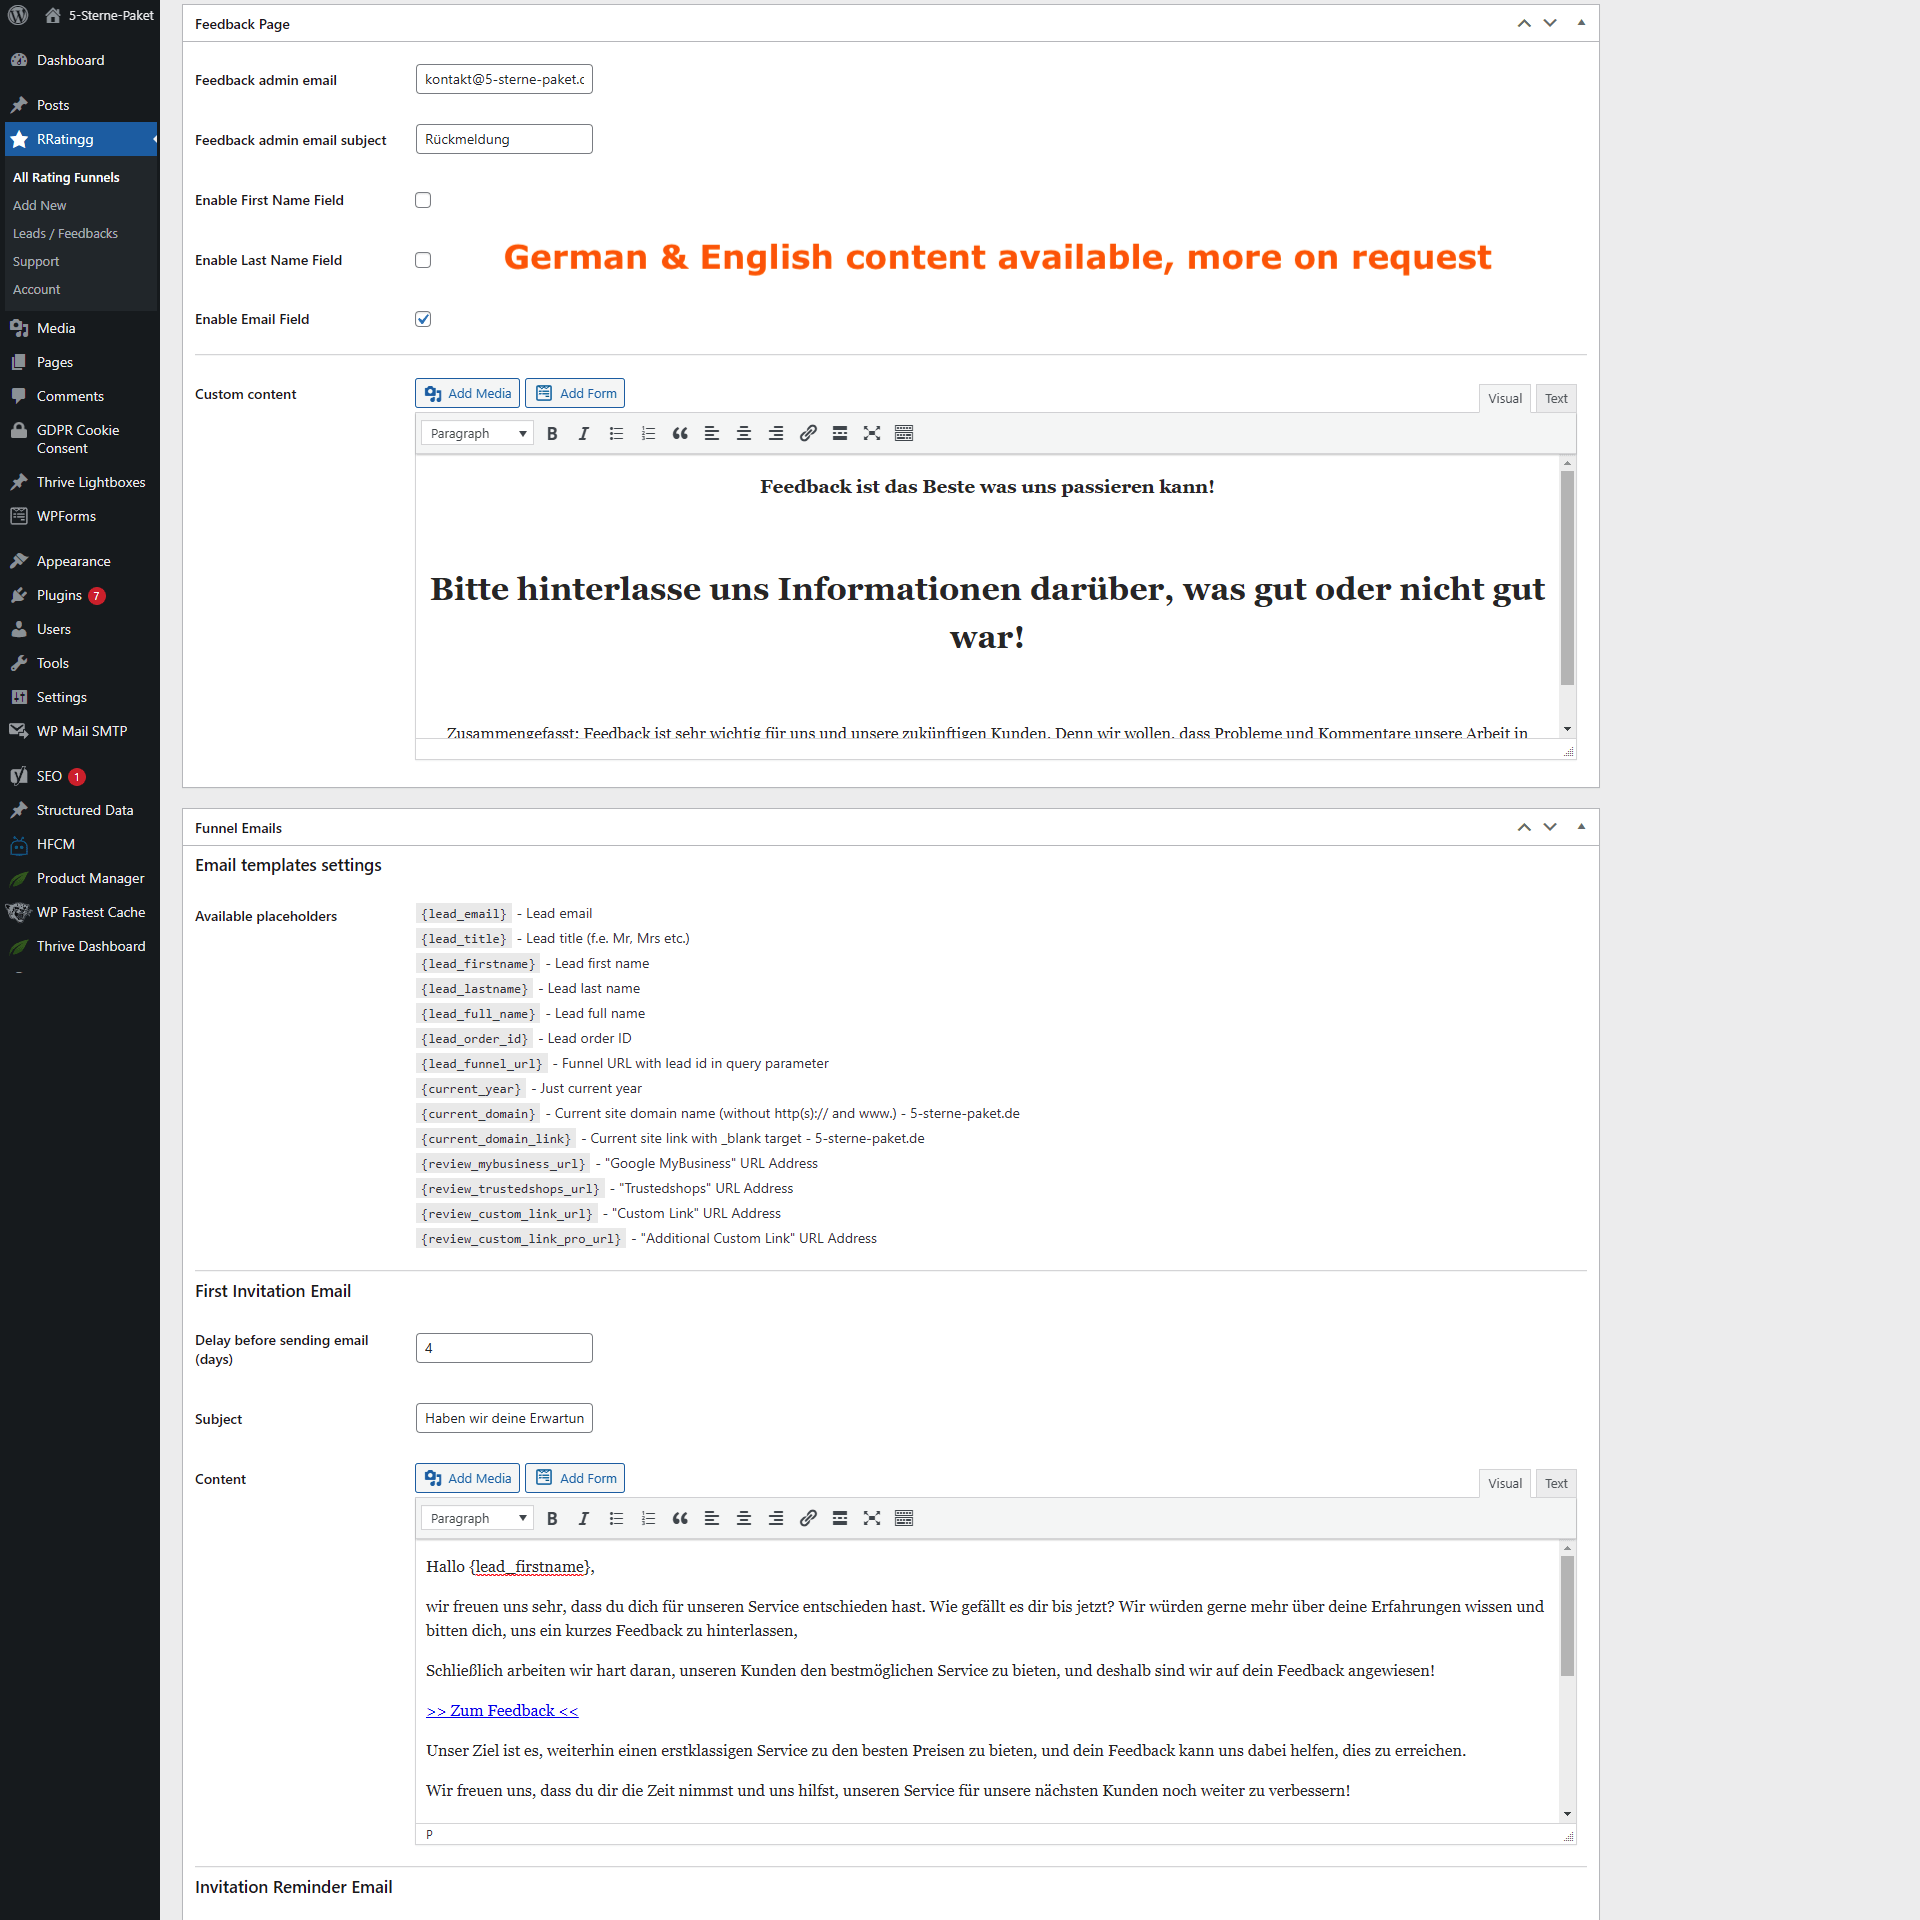 5-Sterne-Paket
Dashboard
Posts
RRatingg
All Rating Funnels
Add New
Leads / Feedbacks
Support
Account
Media
Pages
Comments
GDPR Cookie
Consent
Thrive Lightboxes
WPForms
Appearance
Plugins 7
Users
Tools
Settings
WP Mail SMTP
SEO 1
Structured Data
HFCM
Product Manager
WP Fastest Cache
Thrive Dashboard
Feedback Page
Feedback admin email kontakt@5-sterne-paket.c
Feedback admin email subject Rückmeldung
Enable First Name Field
Enable Last Name Field
German & English content available, more on request
Enable Email Field
Custom content Add Media Add Form Visual Text
Paragraph
Feedback ist das Beste was uns passieren kann!
Bitte hinterlasse uns Informationen darüber, was gut oder nicht gut
war!
Zusammengefasst: Feedback ist sehr wichtig für uns und unsere zukünftigen Kunden. Denn wir wollen, dass Probleme und Kommentare unsere Arbeit in
Funnel Emails
Email templates settings
Available placeholders
{lead_email} - Lead email
{lead_title} - Lead title (f.e. Mr, Mrs etc.)
{lead_firstname} - Lead first name
{lead_lastname} - Lead last name
{lead_full_name} - Lead full name
{lead_order_id} - Lead order ID
{lead_funnel_url} - Funnel URL with lead id in query parameter
{current_year} - Just current year
{current_domain} - Current site domain name (without http(s):// and www.) - 5-sterne-paket.de
{current_domain_link} - Current site link with _blank target - 5-sterne-paket.de
{review_mybusiness_url} - "Google MyBusiness" URL Address
{review_trustedshops_url} - "Trustedshops" URL Address
{review_custom_link_url} - "Custom Link" URL Address
{review_custom_link_pro_url} - "Additional Custom Link" URL Address
First Invitation Email
Delay before sending email
(days)
4
Subject Haben wir deine Erwartun
Content Add Media Add Form Visual Text
Paragraph
Hallo {lead_firstname},
wir freuen uns sehr, dass du dich für unseren Service entschieden hast. Wie gefällt es dir bis jetzt? Wir würden gerne mehr über deine Erfahrungen wissen und
bitten dich, uns ein kurzes Feedback zu hinterlassen,
Schließlich arbeiten wir hart daran, unseren Kunden den bestmöglichen Service zu bieten, und deshalb sind wir auf dein Feedback angewiesen!
>> Zum Feedback <<
Unser Ziel ist es, weiterhin einen erstklassigen Service zu den besten Preisen zu bieten, und dein Feedback kann uns dabei helfen, dies zu erreichen.
Wir freuen uns, dass du dir die Zeit nimmst und uns hilfst, unseren Service für unsere nächsten Kunden noch weiter zu verbessern!
P
Invitation Reminder Email